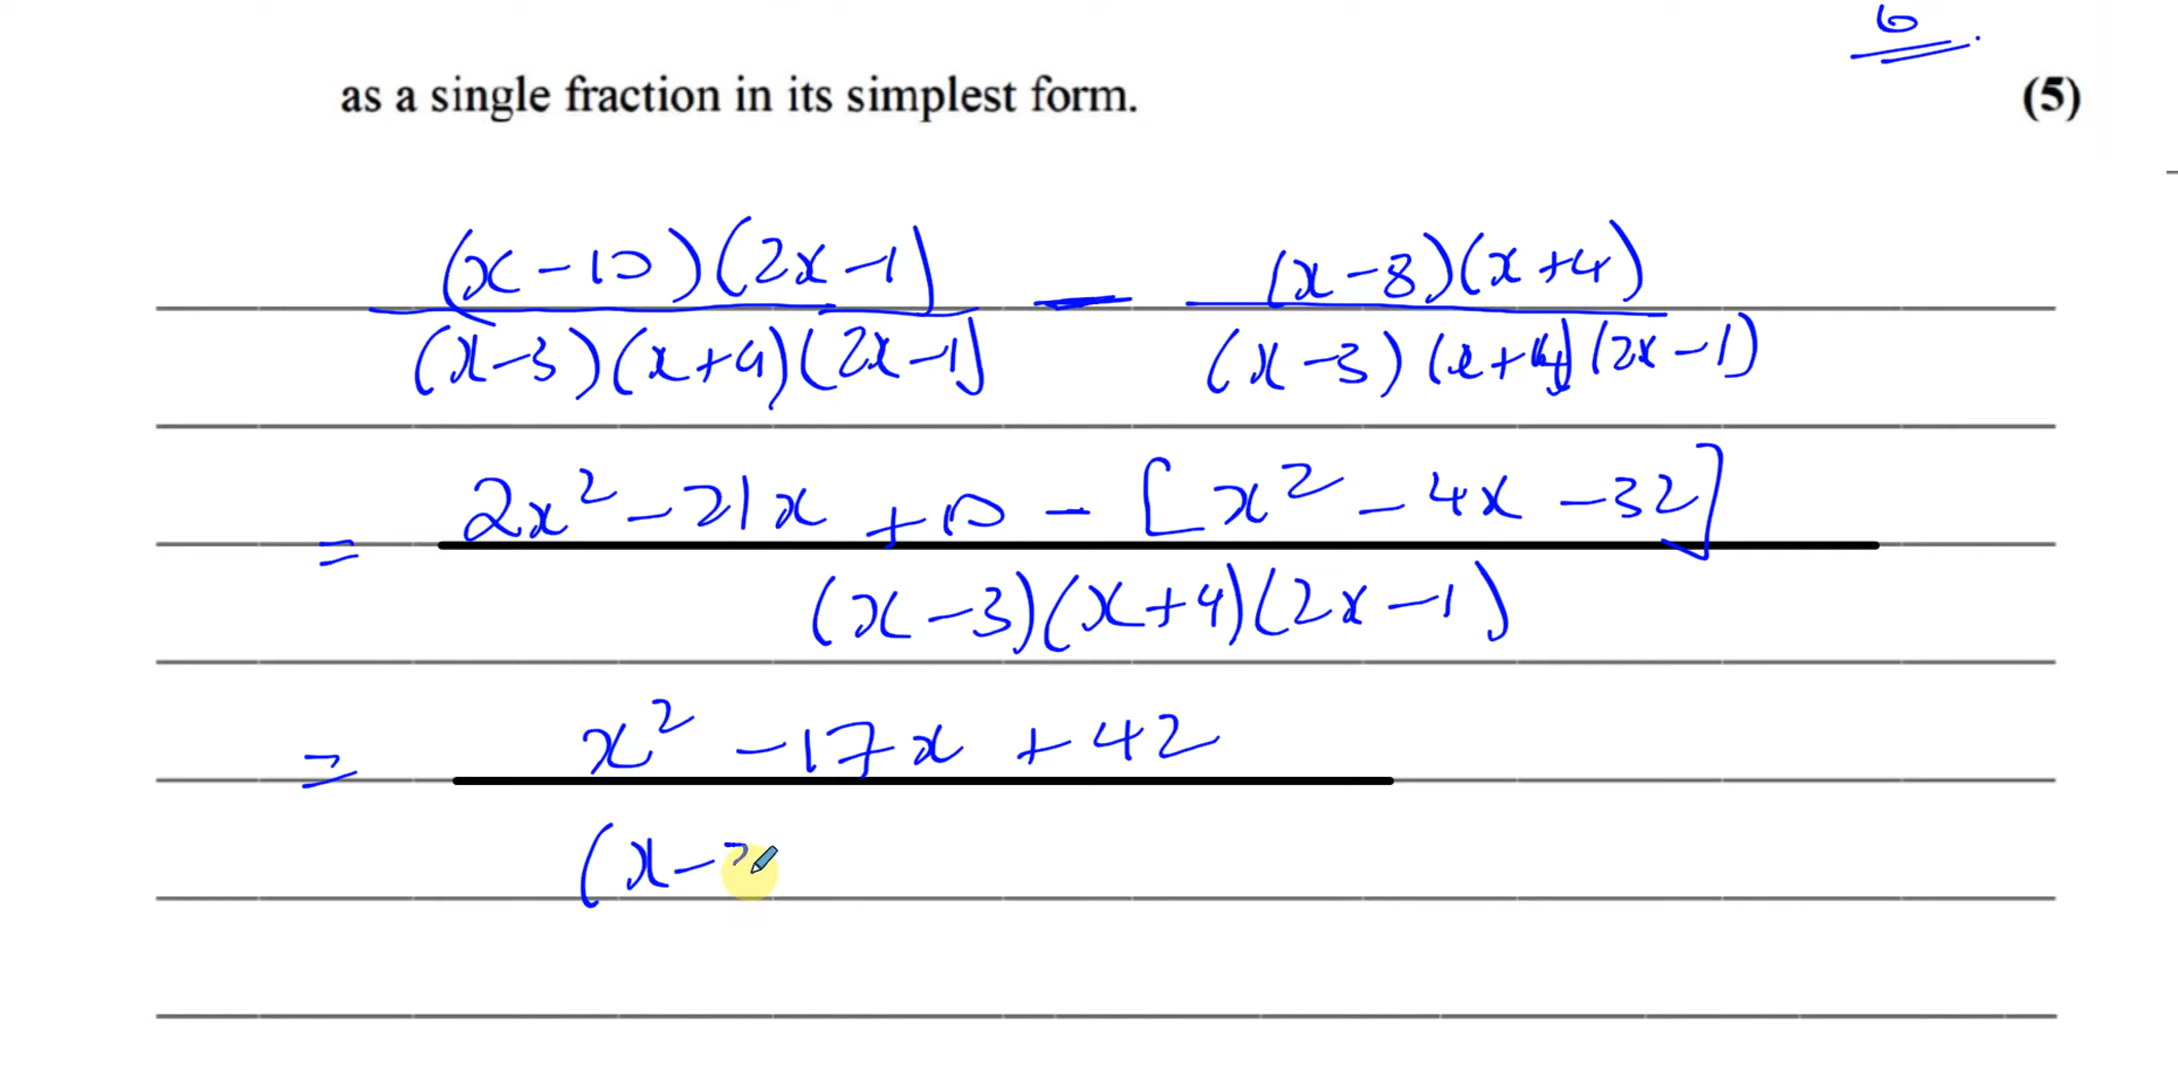 6
as a single fraction in its simplest form. (5)
(x-10)(2x-1) / (x-3)(x+4)(2x-1) - (x-8)(x+4) / (x-3)(x+4)(2x-1)
= 2x² - 21x + 10 - [x² - 4x - 32] / (x-3)(x+4)(2x-1)
= x² - 17x + 42 / (x-